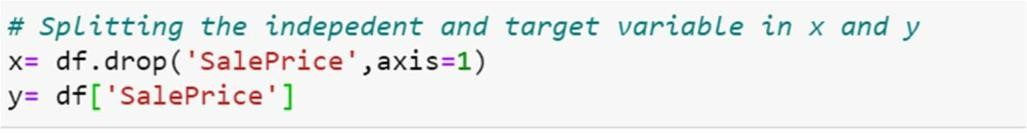 # Splitting the indepedent and target variable in x and y
x= df.drop('SalePrice',axis=1)
y= df['SalePrice']